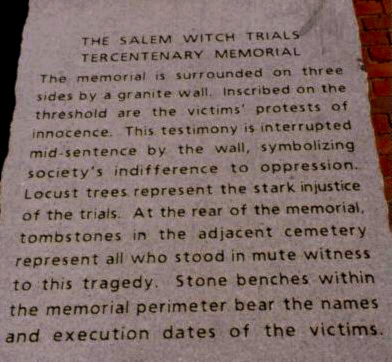 THE SALEM WITCH TRIALS
TERCENTENARY MEMORIAL
The memorial is surrounded on three
sides by a granite wall. Inscribed on the
threshold are the victims' protests of
innocence. This testimony is interrupted
mid-sentence by the wall, symbolizing
society's indifference to oppression.
Locust trees represent the stark injustice
of the trials. At the rear of the memorial,
tombstones in the adjacent cemetery
represent all who stood in mute witness
to this tragedy. Stone benches within
the memorial perimeter bear the names
and execution dates of the victims.